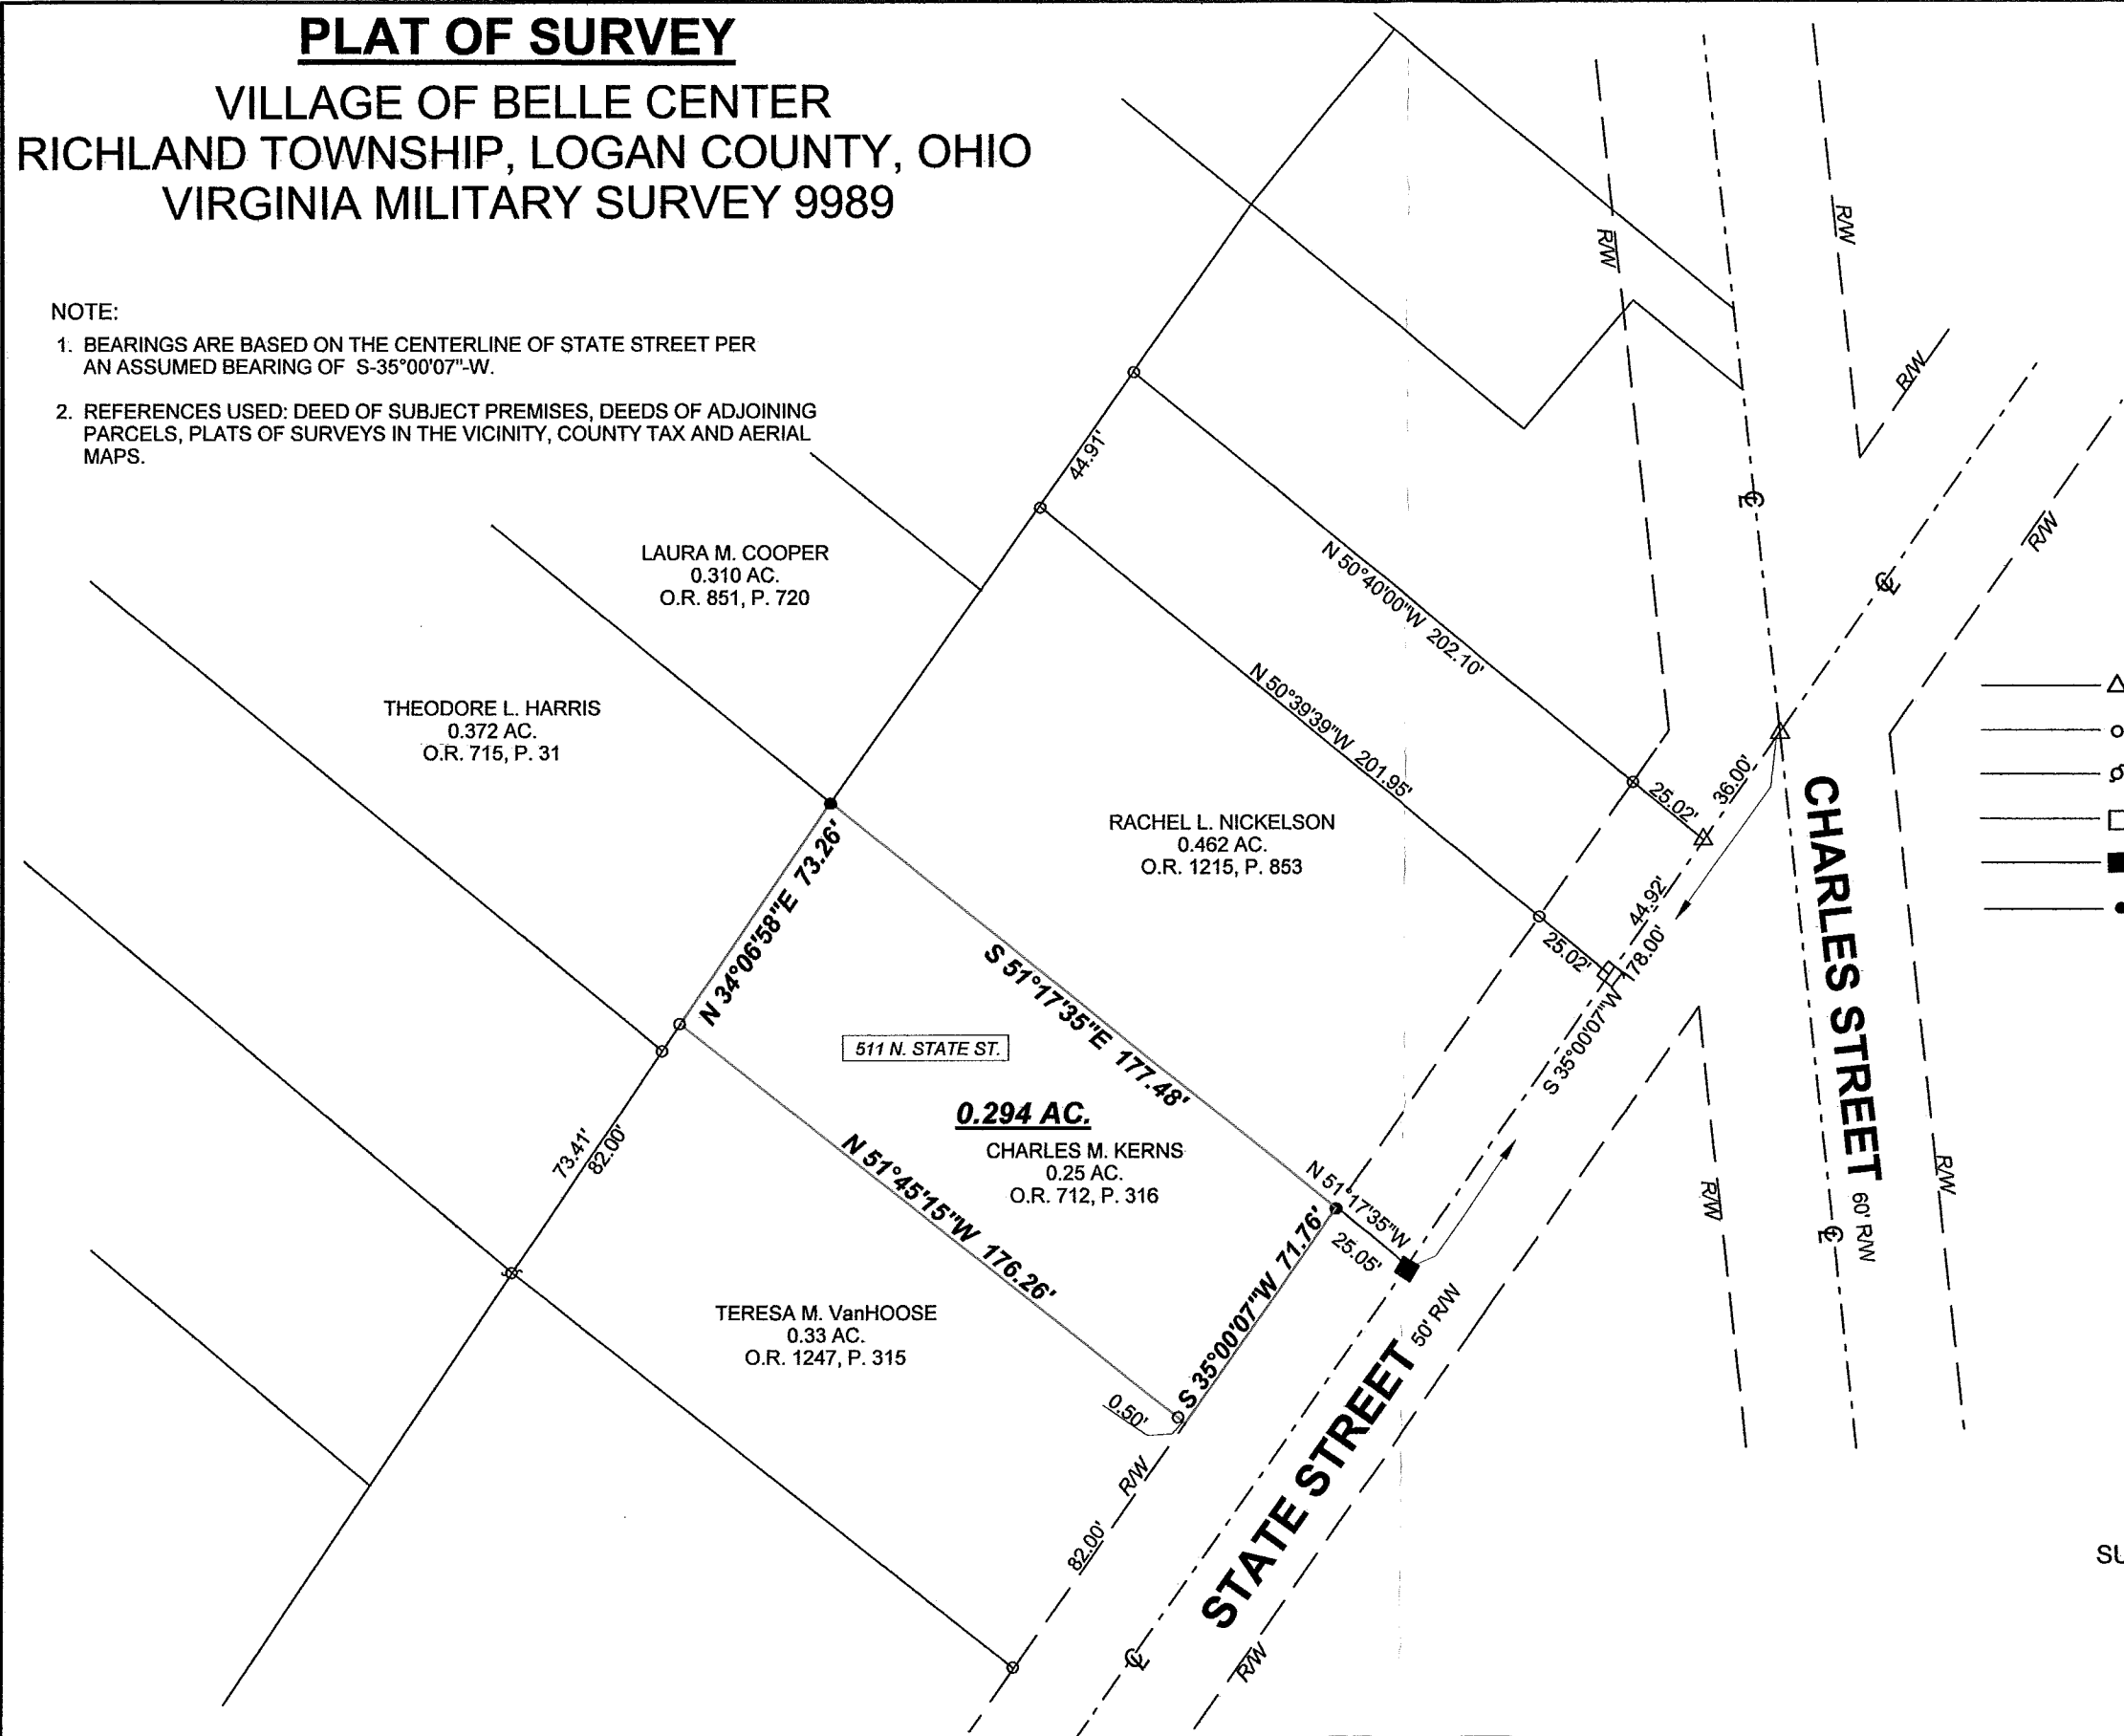 PLAT OF SURVEY
VILLAGE OF BELLE CENTER
RICHLAND TOWNSHIP, LOGAN COUNTY, OHIO
VIRGINIA MILITARY SURVEY 9989
NOTE:
1. BEARINGS ARE BASED ON THE CENTERLINE OF STATE STREET PER
AN ASSUMED BEARING OF S-35°00'07"-W.
2. REFERENCES USED: DEED OF SUBJECT PREMISES, DEEDS OF ADJOINING
PARCELS, PLATS OF SURVEYS IN THE VICINITY, COUNTY TAX AND AERIAL
MAPS.
R/W
R/W
R/W
R/W
44.91'
LAURA M. COOPER
0.310 AC.
O.R. 851, P. 720
THEODORE L. HARRIS
0.372 AC.
O.R. 715, P. 31
N 50°40'00"W 202.10'
N 50°39'39"W 201.95'
25.02'
36.00'
RACHEL L. NICKELSON
0.462 AC.
O.R. 1215, P. 853
44.92'
25.02'
178.00'
S 35°00'07"W
CHARLES STREET
60' R/W
N 34°06'58"E 73.26'
S 51°17'35"E 177.48'
511 N. STATE ST.
0.294 AC.
CHARLES M. KERNS
0.25 AC.
O.R. 712, P. 316
73.41'
82.00'
N 51°45'15"W 176.26'
N 51°17'35"W
25.05'
S 35°00'07"W 71.76'
R/W
R/W
TERESA M. VanHOOSE
0.33 AC.
O.R. 1247, P. 315
0.50'
R/W
82.00'
STATE STREET
50' R/W
R/W
SU